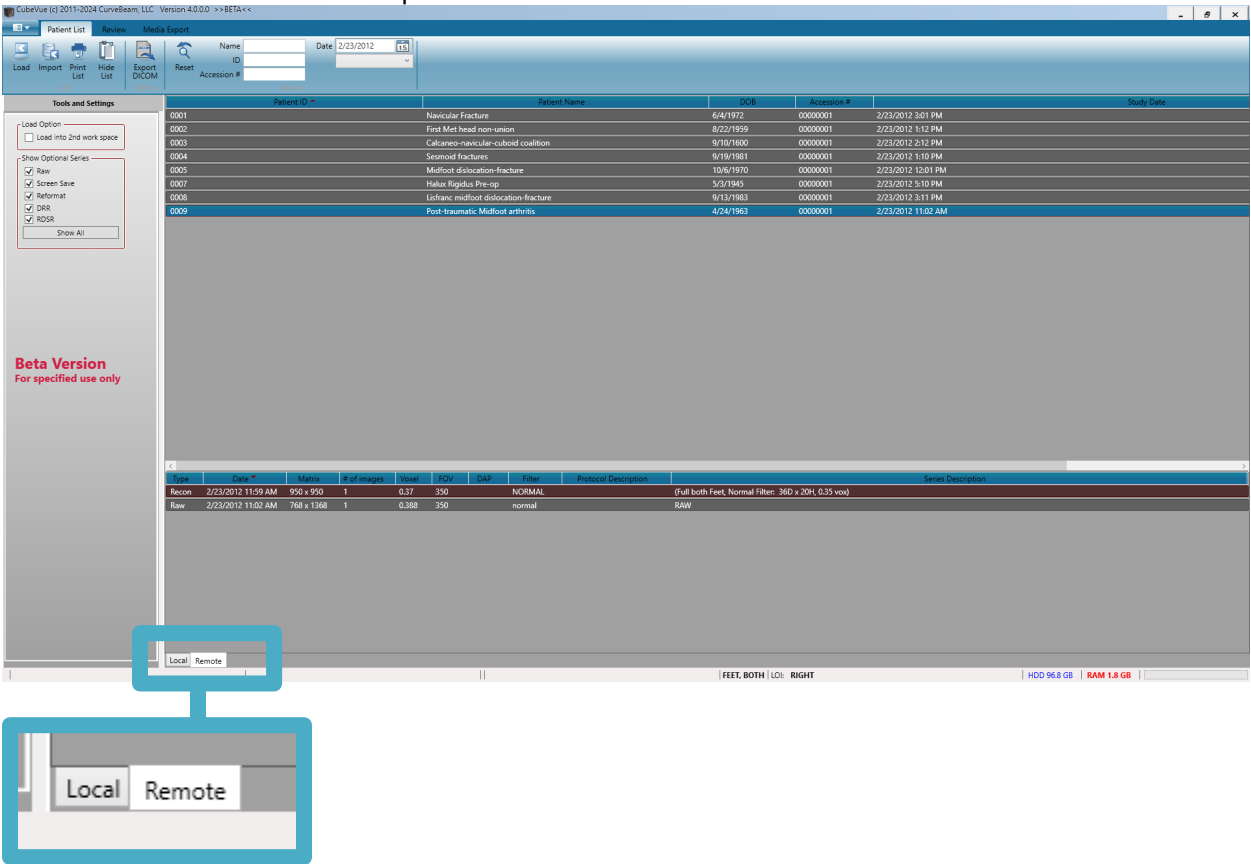 CubeVue (c) 2011-2024 CurveBeam, LLC Version 4.0.0.0 >>BETA<<
Patient List Review Media Export
Load Import Print List Hide List Export DICOM Reset
Name Date 2/23/2012 15
ID
Accession #
Tools and Settings
Load Option
Load into 2nd work space
Show Optional Series
Raw
Screen Save
Reformat
DRR
RDSR
Show All
Beta Version
For specified use only
Patient ID Patient Name DOB Accession # Study Date
0001 Navicular Fracture 6/4/1972 00000001 2/23/2012 3:01 PM
0002 First Met head non-union 8/22/1959 00000001 2/23/2012 1:12 PM
0003 Calcaneo-navicular-cuboid coalition 9/10/1600 00000001 2/23/2012 2:12 PM
0004 Sesmoid fractures 9/19/1981 00000001 2/23/2012 1:10 PM
0005 Midfoot dislocation-fracture 10/6/1970 00000001 2/23/2012 12:01 PM
0007 Halux Rigidus Pre-op 5/3/1945 00000001 2/23/2012 5:10 PM
0008 Lisfranc midfoot dislocation-fracture 9/13/1983 00000001 2/23/2012 3:11 PM
0009 Post-traumatic Midfoot arthritis 4/24/1963 00000001 2/23/2012 11:02 AM
Type Date Matrix # of images Voxel FOV DAP Filter Protocol Description Series Description
Recon 2/23/2012 11:59 AM 950 x 950 1 0.37 350 NORMAL (Full both Feet, Normal Filter: 36D x 20H, 0.35 vox)
Raw 2/23/2012 11:02 AM 768 x 1368 1 0.388 350 normal RAW
Local Remote
FEET, BOTH LOI: RIGHT HDD 96.8 GB RAM 1.8 GB
Local Remote